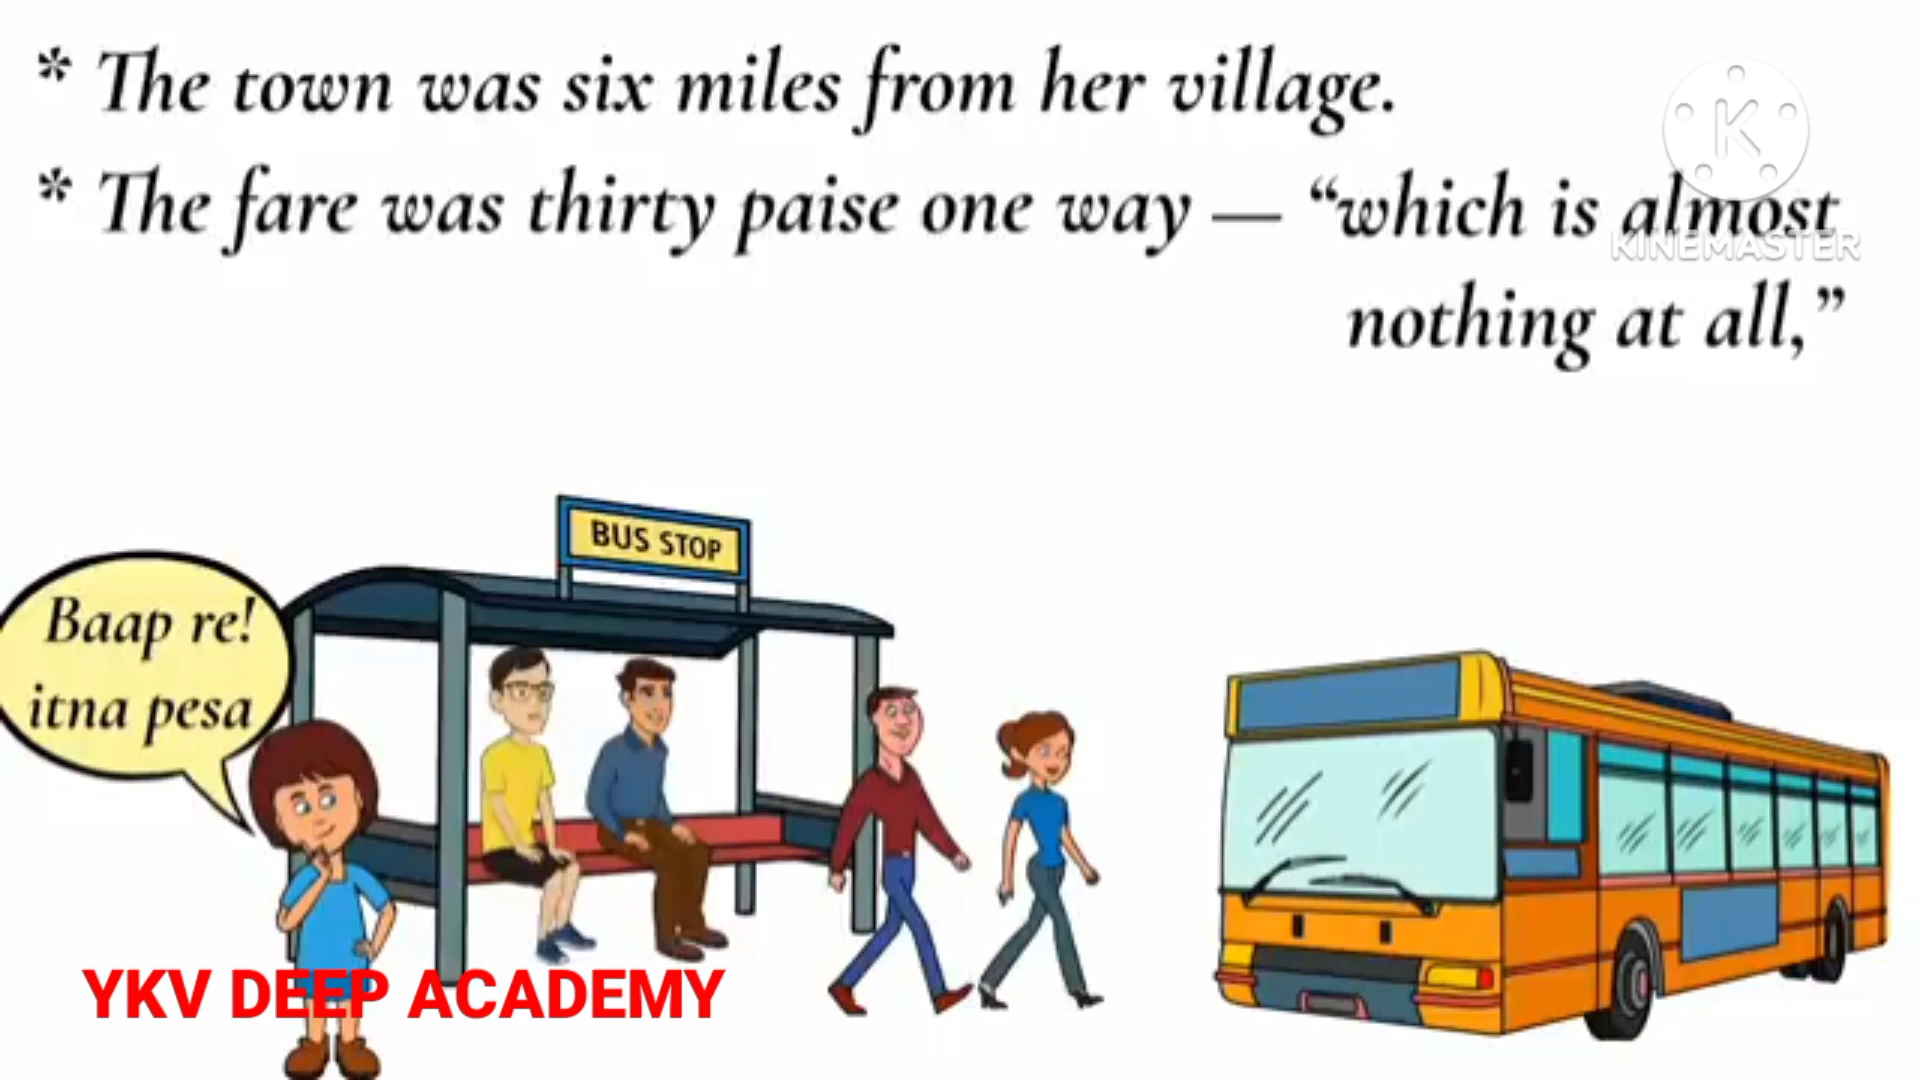 * The town was six miles from her village.
* The fare was thirty paise one way — “which is almost
KINEMASTER
nothing at all,”
BUS STOP
Baap re!
itna pesa
YKV DEEP ACADEMY